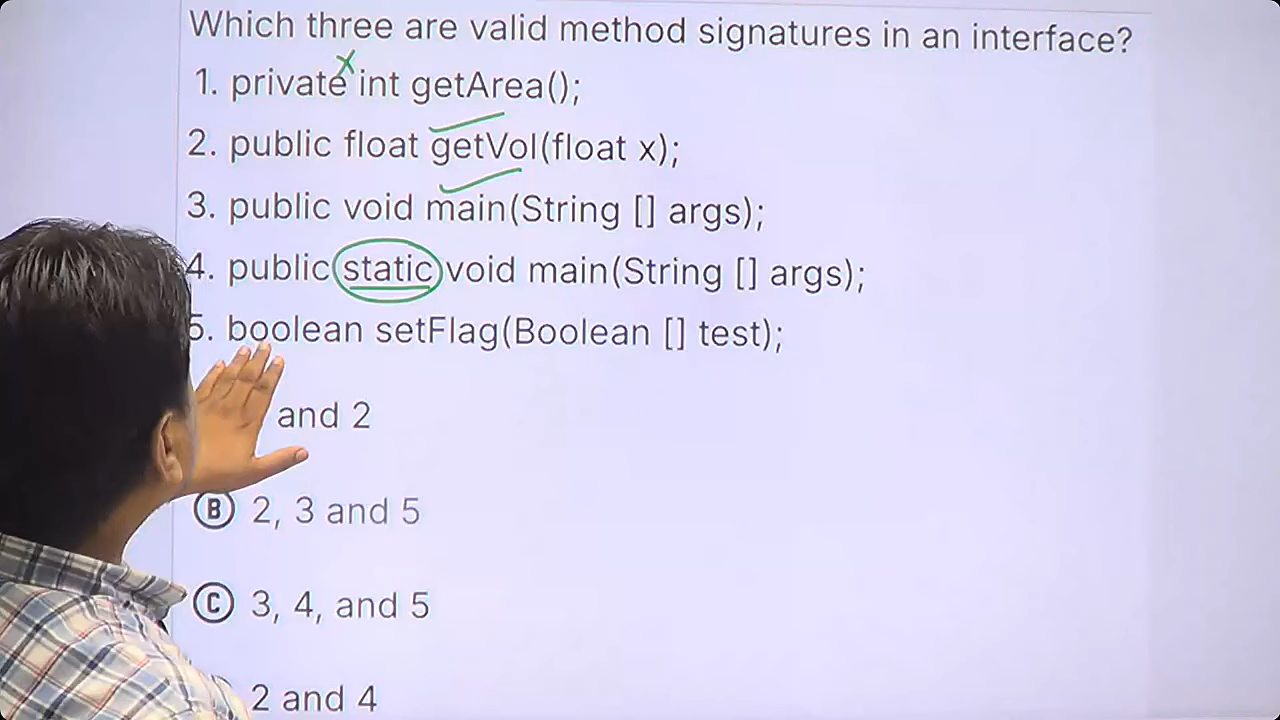 Which three are valid method signatures in an interface?
1. private int getArea();
2. public float getVol(float x);
3. public void main(String [] args);
4. public static void main(String [] args);
5. boolean setFlag(Boolean [] test);
and 2
B 2, 3 and 5
C 3, 4, and 5
2 and 4